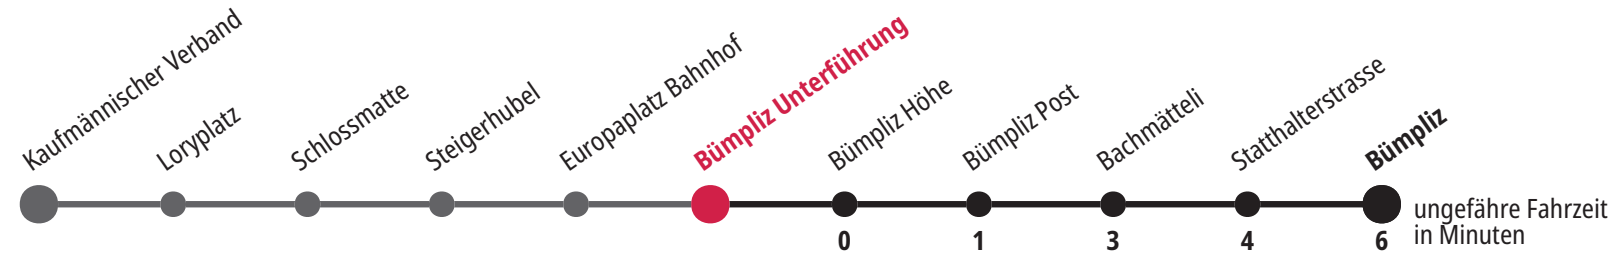 Kaufmännischer Verband
Loryplatz
Schlossmatte
Steigerhubel
Europaplatz Bahnhof
Bümpliz Unterführung
Bümpliz Höhe
Bümpliz Post
Bachmätteli
Statthalterstrasse
Bümpliz
0 1 3 4 6
ungefähre Fahrzeit
in Minuten